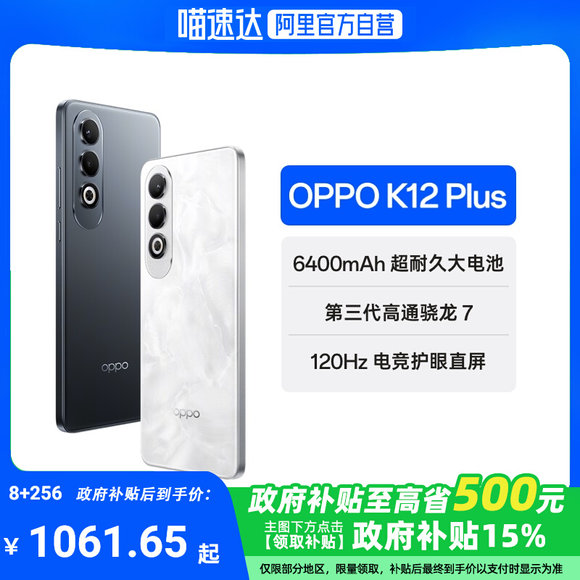 喵速达 阿里官方自营
OPPO K12 Plus
6400mAh 超耐久大电池
第三代高通骁龙 7
120Hz 电竞护眼直屏
oppo
oppo
8+256 政府补贴后到手价:
¥ 1061.65 起
政府补贴至高省500元
主图下方点击
【领取补贴】
政府补贴15%
仅限部分地区，限量领取，补贴后最终到手价以支付时显示为准